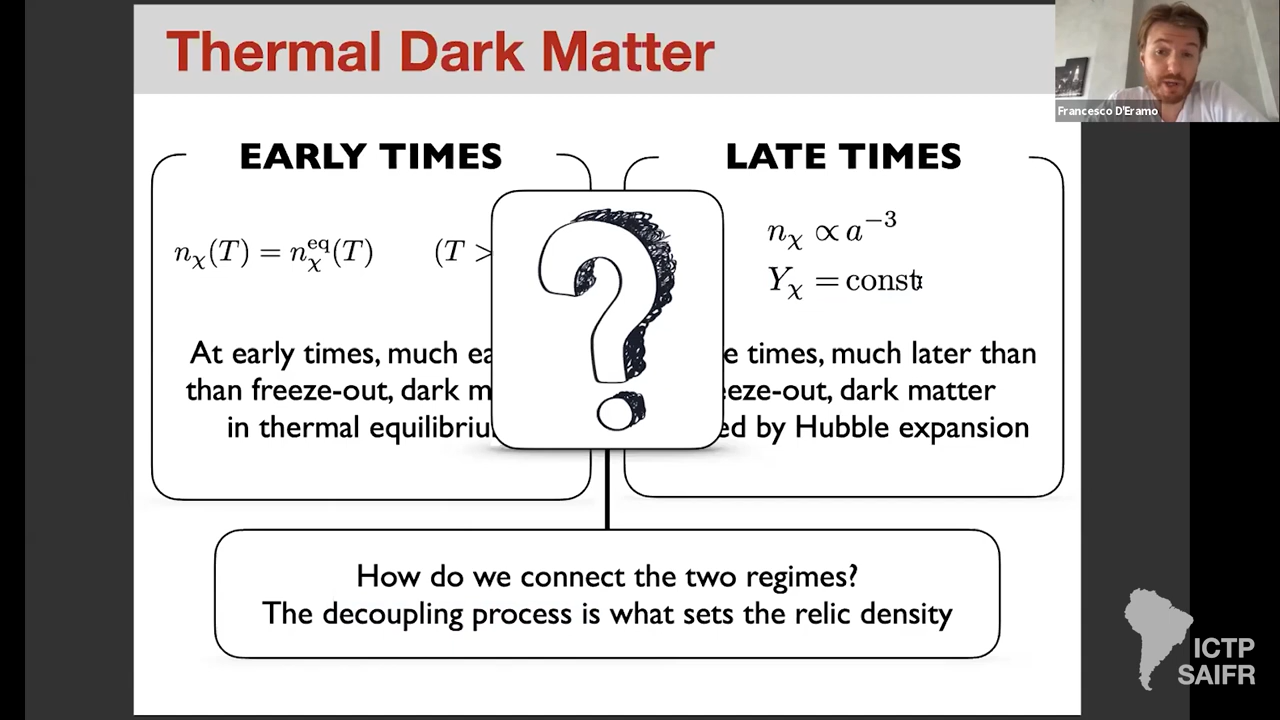 Thermal Dark Matter
Francesco D'Eramo
EARLY TIMES
n_χ(T) = n_χ^eq(T) (T >
At early times, much ea
than freeze-out, dark m
in thermal equilibriu
LATE TIMES
n_χ ∝ a^−3
Y_χ = const
e times, much later than
eeze-out, dark matter
ed by Hubble expansion
How do we connect the two regimes?
The decoupling process is what sets the relic density
ICTP
SAIFR